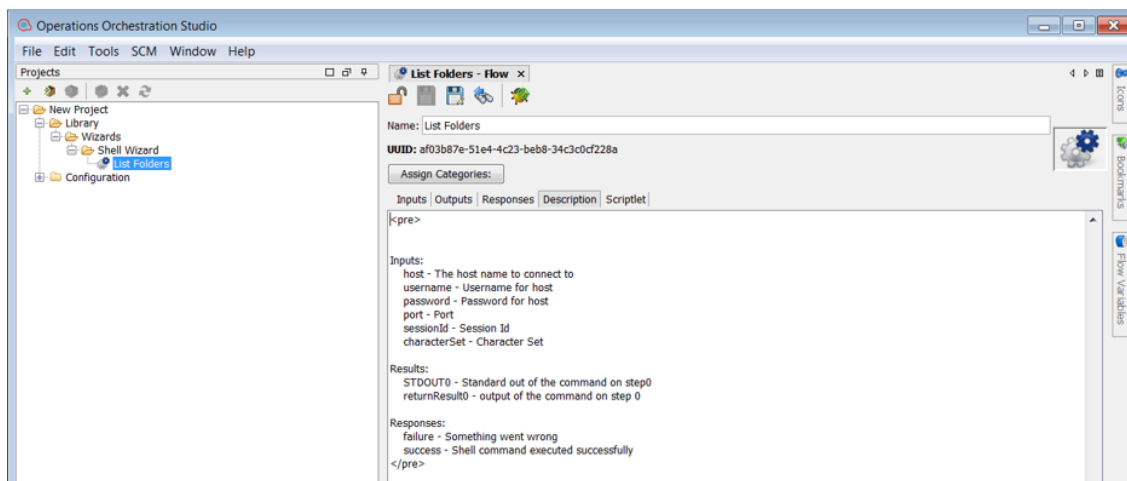 Operations Orchestration Studio
File Edit Tools SCM Window Help
Projects
New Project
Library
Wizards
Shell Wizard
List Folders
Configuration
List Folders - Flow
Name: List Folders
UUID: af03b87e-51e4-4c23-beb8-34c3c0cf228a
Assign Categories:
Inputs Outputs Responses Description Scriptlet
<pre>
Inputs:
host - The host name to connect to
username - Username for host
password - Password for host
port - Port
sessionId - Session Id
characterSet - Character Set
Results:
STDOUT0 - Standard out of the command on step0
returnResult0 - output of the command on step 0
Responses:
failure - Something went wrong
success - Shell command executed successfully
</pre>
Icons
Bookmarks
Flow Variables